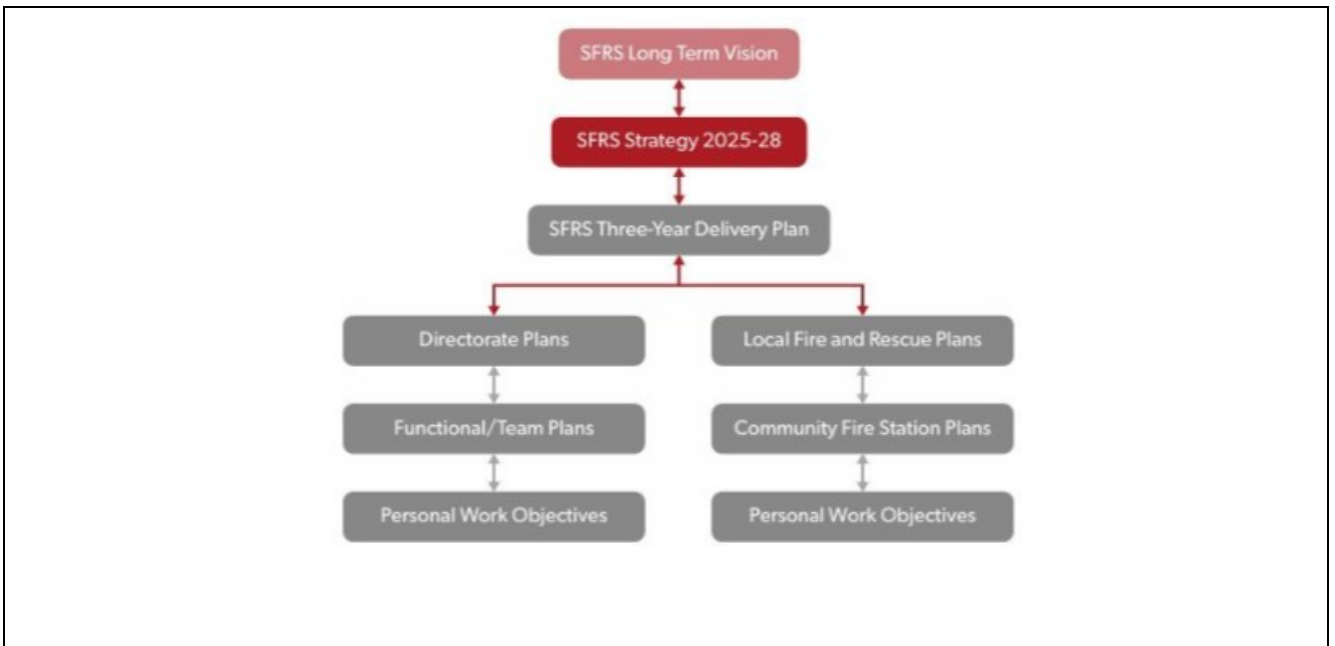 SFRS Long Term Vision
SFRS Strategy 2025-28
SFRS Three-Year Delivery Plan
Directorate Plans
Local Fire and Rescue Plans
Functional/Team Plans
Community Fire Station Plans
Personal Work Objectives
Personal Work Objectives